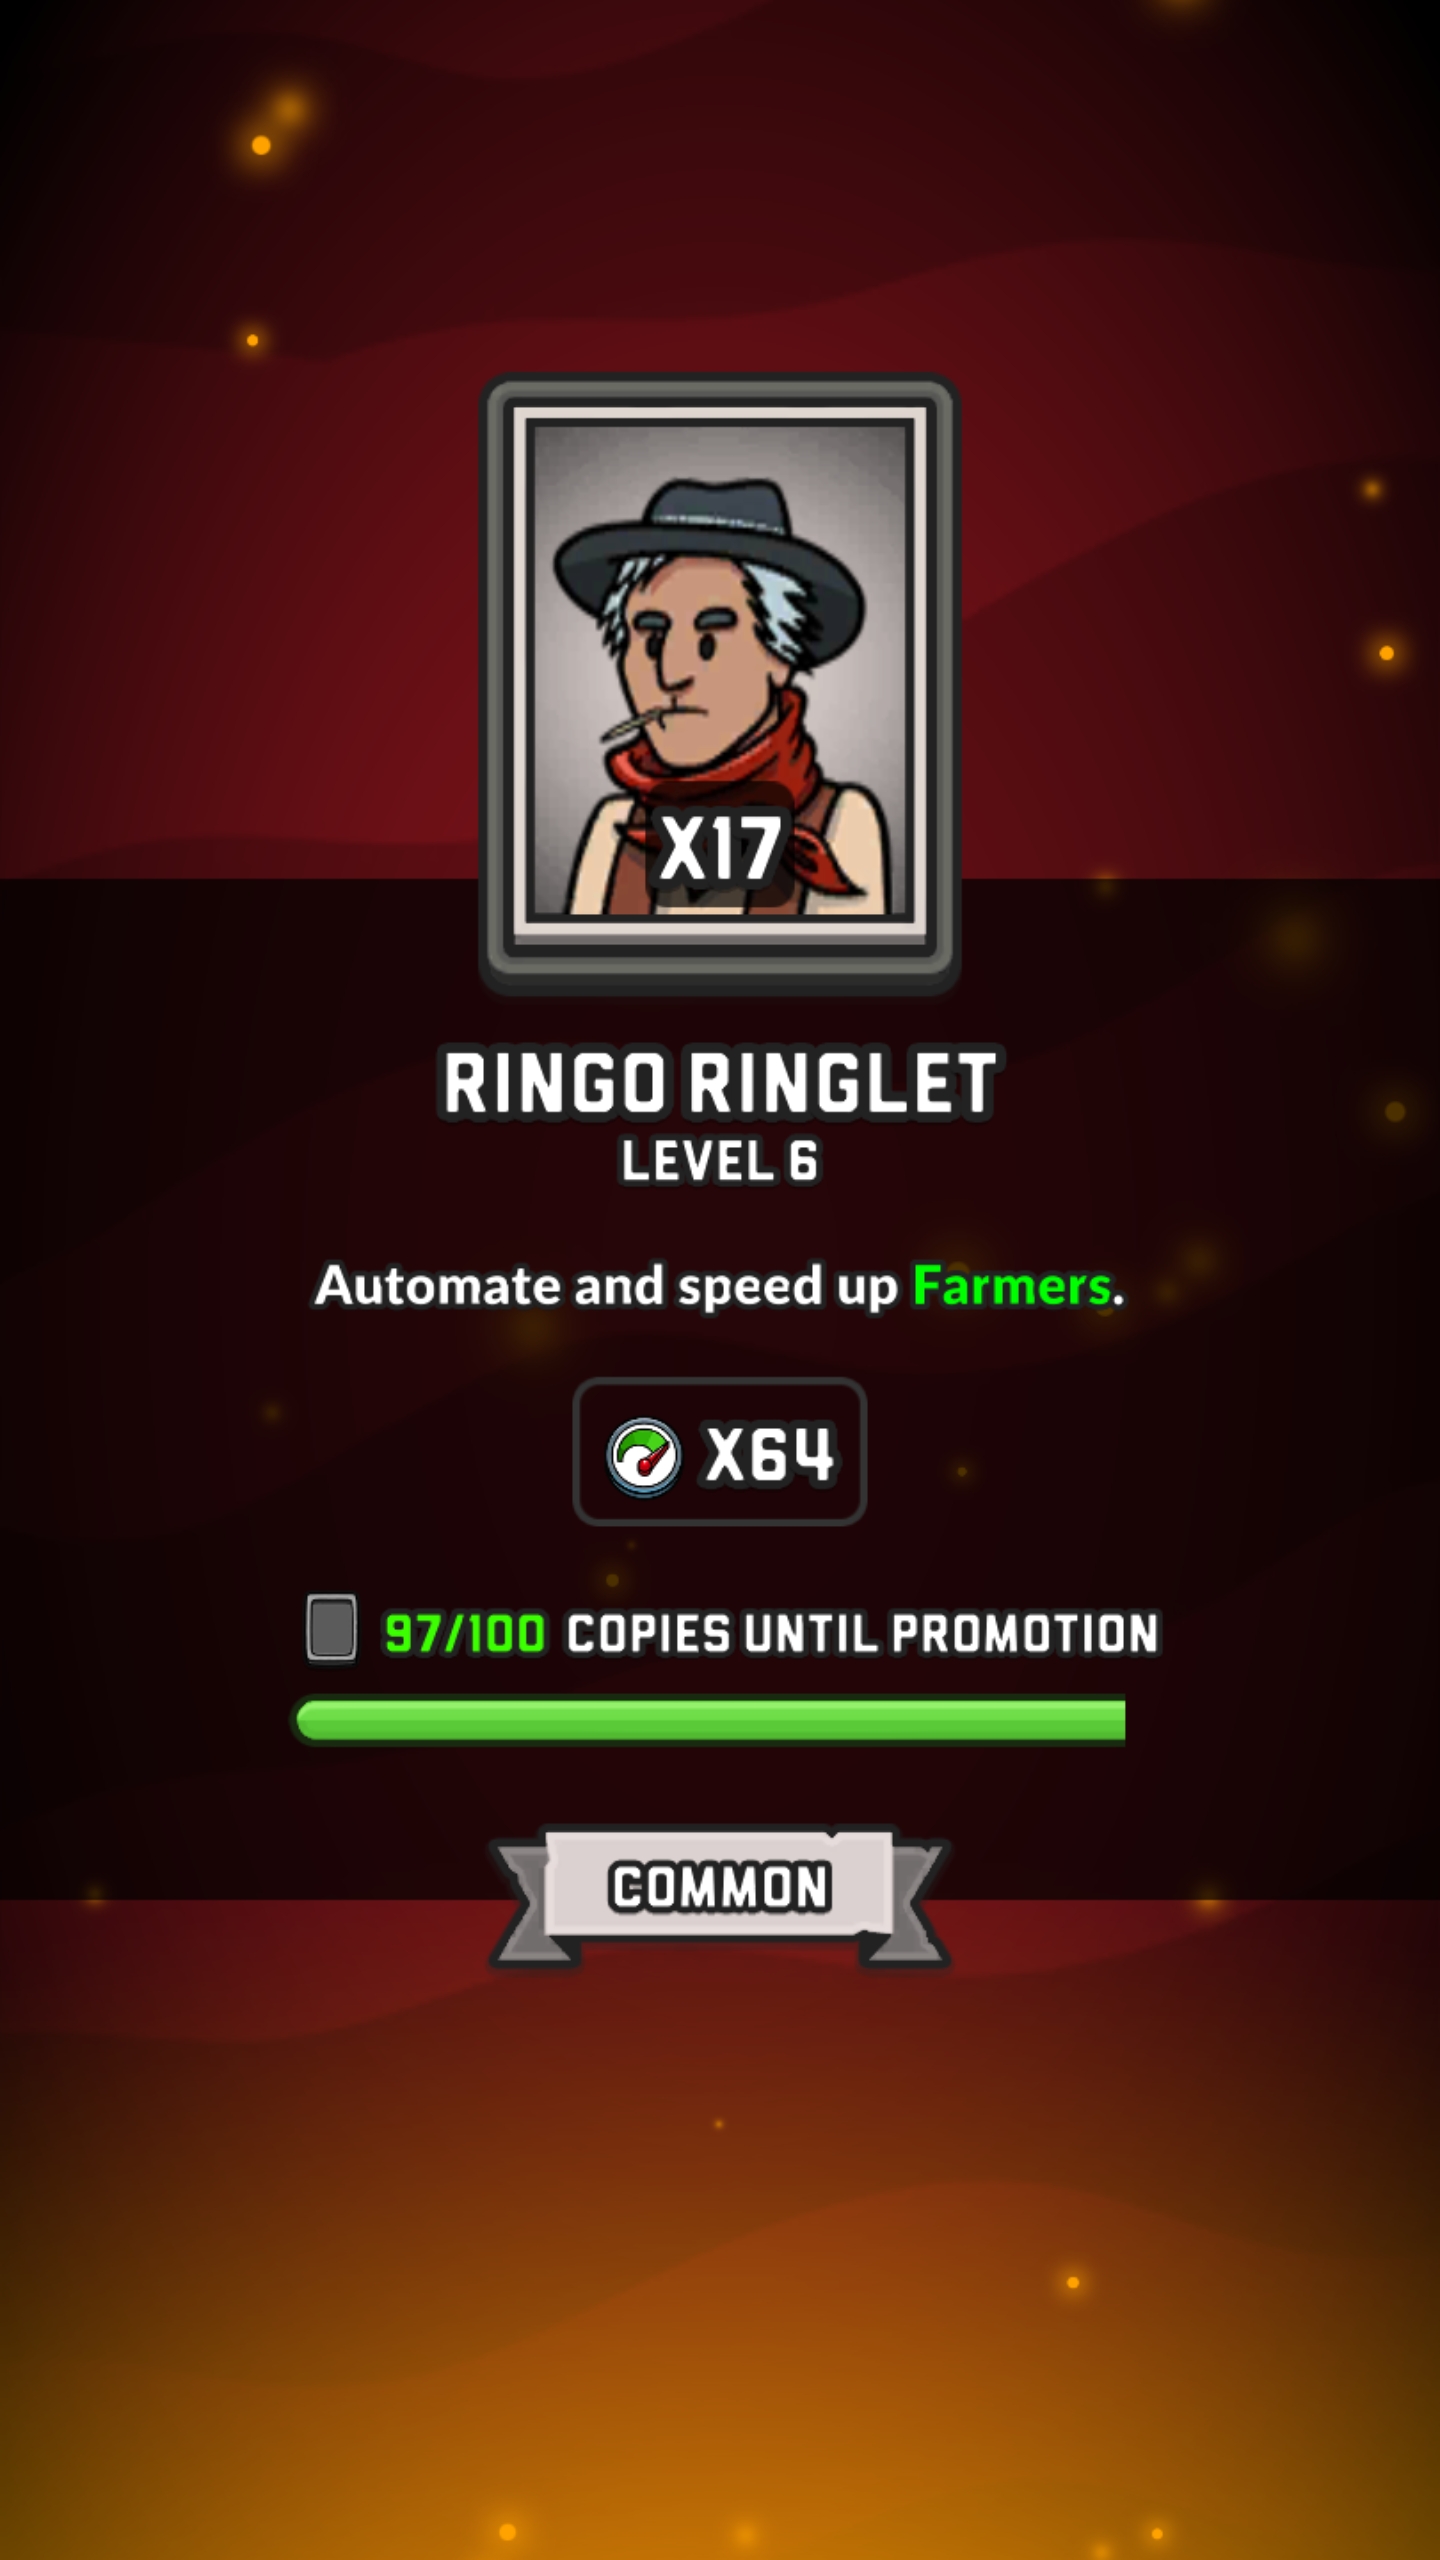 X17
RINGO RINGLET
LEVEL 6
Automate and speed up Farmers.
X64
97/100 COPIES UNTIL PROMOTION
COMMON